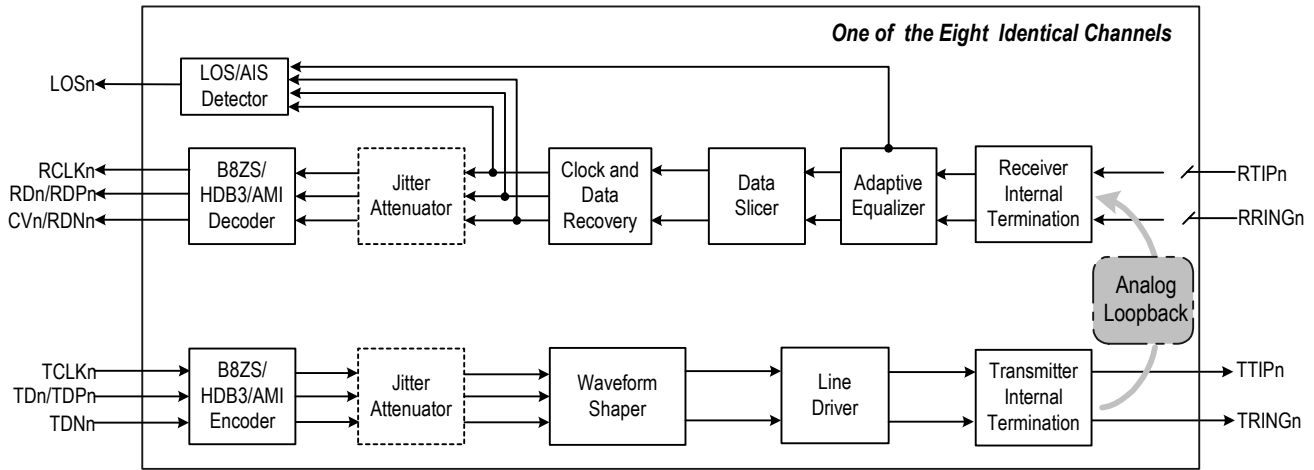 One of the Eight Identical Channels
LOSn
LOS/AIS
Detector
RCLKn
RDn/RDPn
CVn/RDNn
B8ZS/
HDB3/AMI
Decoder
Jitter
Attenuator
Clock and
Data
Recovery
Data
Slicer
Adaptive
Equalizer
Receiver
Internal
Termination
RTIPn
RRINGn
Analog
Loopback
TCLKn
TDn/TDPn
TDNn
B8ZS/
HDB3/AMI
Encoder
Jitter
Attenuator
Waveform
Shaper
Line
Driver
Transmitter
Internal
Termination
TTIPn
TRINGn